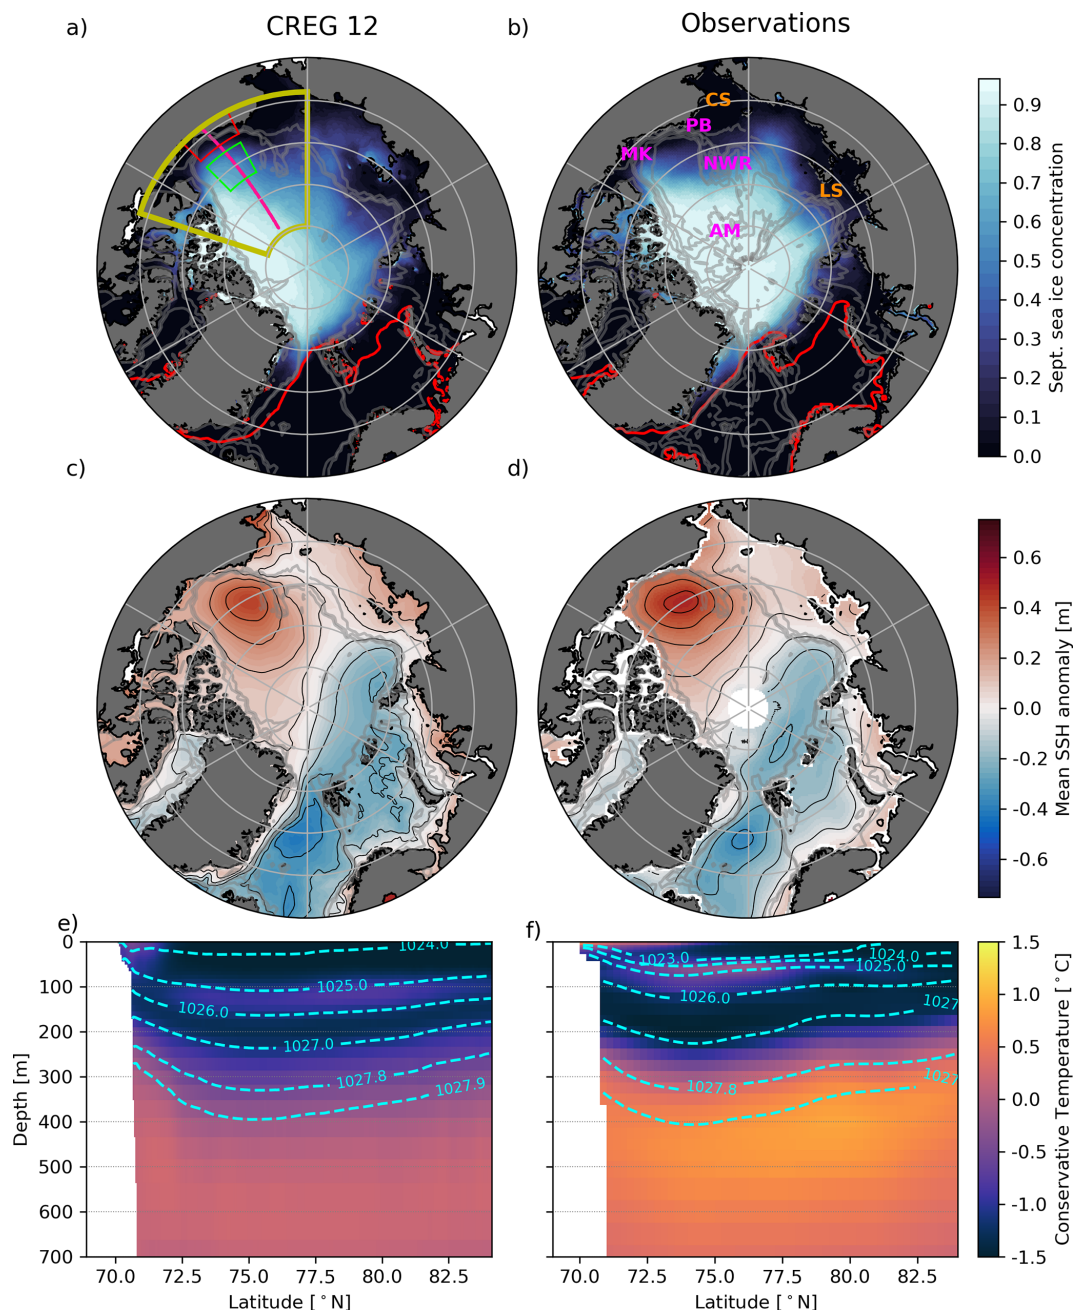 a)
CREG 12
b)
Observations
CS
PB
MK
NWR
LS
AM
0.9
0.8
0.7
0.6
0.5
0.4
0.3
0.2
0.1
0.0
Sept. sea ice concentration
c)
d)
0.6
0.4
0.2
0.0
-0.2
-0.4
-0.6
Mean SSH anomaly [m]
e)
0
100
200
300
400
500
600
700
Depth [m]
1024.0
1025.0
1026.0
1027.0
1027.8
1027.9
70.0 72.5 75.0 77.5 80.0 82.5
Latitude [°N]
f)
1023.0
1024.0
1025.0
1026.0
1027
1027.8
1027
70.0 72.5 75.0 77.5 80.0 82.5
Latitude [°N]
1.5
1.0
0.5
0.0
-0.5
-1.0
-1.5
Conservative Temperature [°C]